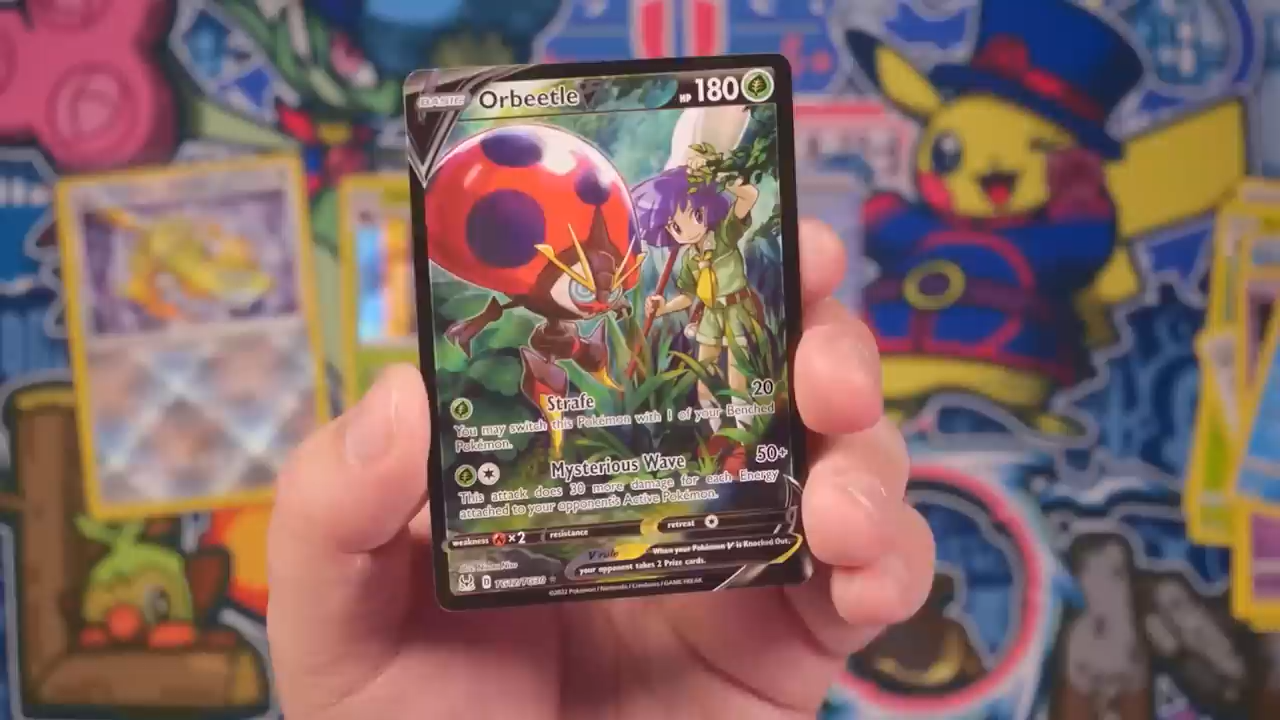 BASIC Orbeetle V HP 180
Strafe 20
You may switch this Pokémon with 1 of your Benched
Pokémon.
Mysterious Wave 50+
This attack does 30 more damage for each Energy
attached to your opponent's Active Pokémon.
weakness ×2 resistance retreat
V rule When your Pokémon V is Knocked Out,
your opponent takes 2 Prize cards.
D TG12/TG30
©2022 Pokémon / Nintendo / Creatures / GAME FREAK